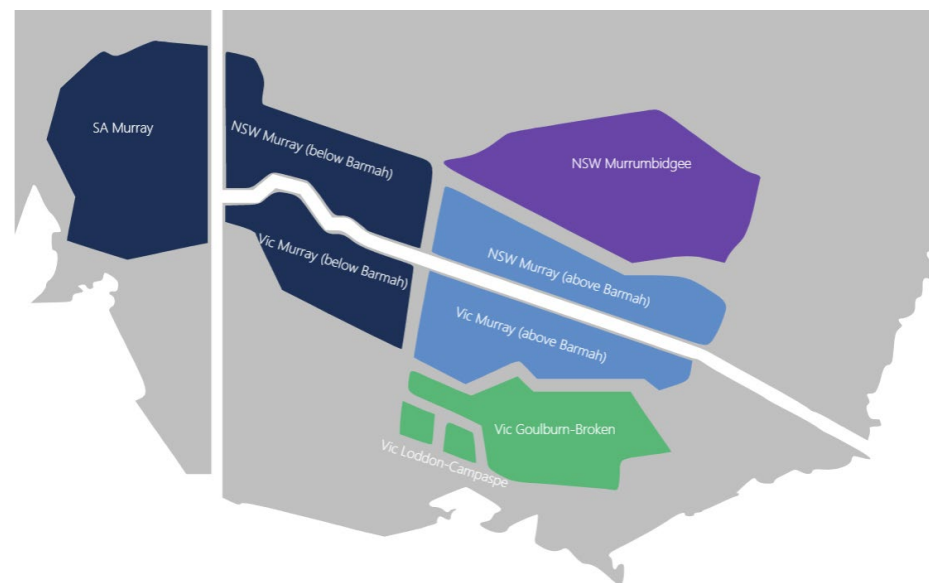 SA Murray
NSW Murray (below Barmah)
NSW Murrumbidgee
Vic Murray (below Barmah)
NSW Murray (above Barmah)
Vic Murray (above Barmah)
Vic Goulburn-Broken
Vic Loddon-Campaspe